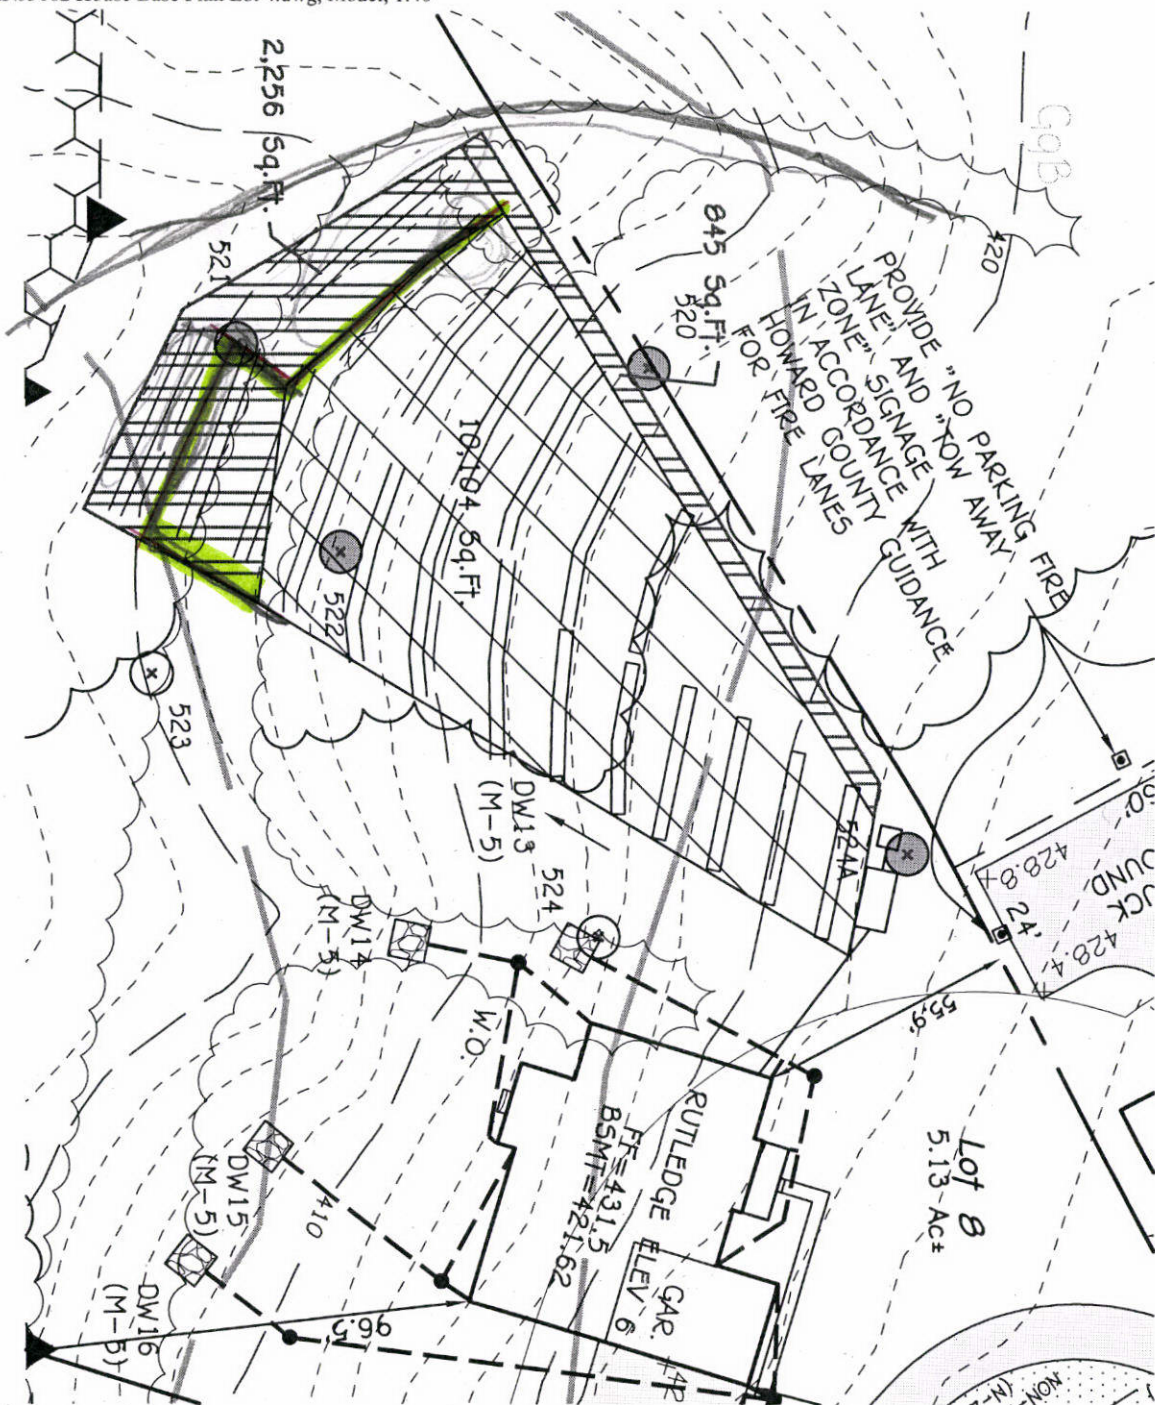 2,256 Sq.Ft.
GgB
420
845 Sq.Ft.
520
521
PROVIDE "NO PARKING FIRE
LANE" AND "TOW AWAY
ZONE" SIGNAGE
IN ACCORDANCE WITH
HOWARD COUNTY GUIDANCE
FOR FIRE LANES
10,104 Sq.Ft.
522
523
DW13
(M-5)
524
524A
DW14
(M-5)
W.O.
428.8
24'
428.4
55.9'
RUTLEDGE ELEV 6
FF=431.5
BSMT=421.62
GAR.
Lot 8
5.13 Ac±
DW15
(M-5)
410
DW16
(M-5)
96.5'